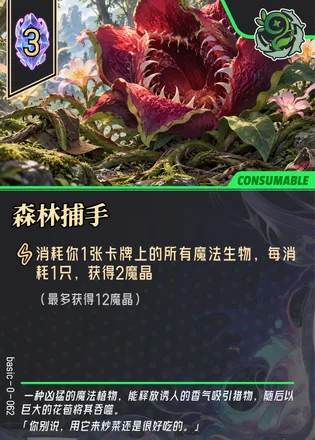 3
CONSUMABLE
森林捕手
消耗你1张卡牌上的所有魔法生物，每消
耗1只，获得2魔晶
（最多获得12魔晶）
basic-0-062
一种凶猛的魔法植物，能释放诱人的香气吸引猎物，随后以
巨大的花苞将其吞噬。
「你别说，用它来炒菜还是很好吃的。」